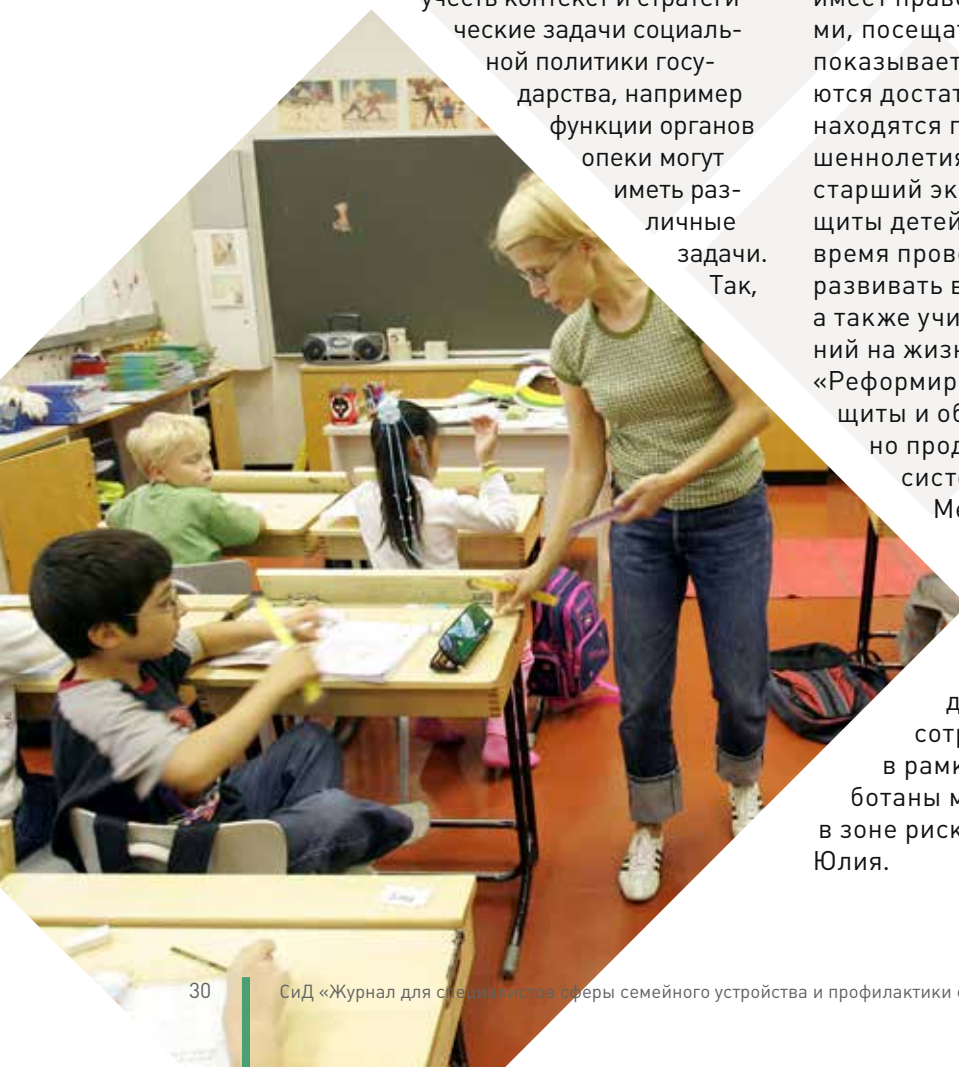 учесть контекст и стратеги-
ческие задачи социаль-
ной политики госу-
дарства, например
функции органов
опеки могут
иметь раз-
личные
задачи.
Так,
имеет право
ми, посещат
показывает
ются достат
находятся п
шеннолетия
старший эк
щиты детей
время прове
развивать в
а также учи
ний на жизн
«Реформир
щиты и об
но прод
систе
Ме
д
сотр
в рамк
ботаны м
в зоне риск
Юлия.
30
СиД «Журнал для специалистов сферы семейного устройства и профилактики с